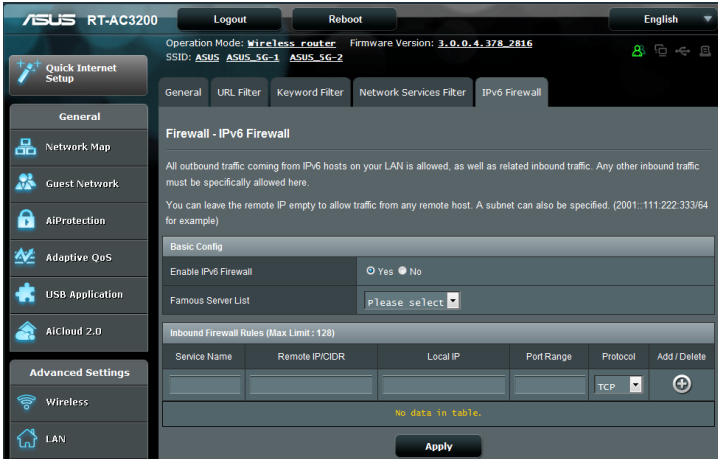 ASUS RT-AC3200
Logout
Reboot
English
Operation Mode: Wireless router Firmware Version: 3.0.0.4.378_2816
SSID: ASUS ASUS_5G-1 ASUS_5G-2
Quick Internet
Setup
General
Network Map
Guest Network
AiProtection
Adaptive QoS
USB Application
AiCloud 2.0
Advanced Settings
Wireless
LAN
General
URL Filter
Keyword Filter
Network Services Filter
IPv6 Firewall
Firewall - IPv6 Firewall
All outbound traffic coming from IPv6 hosts on your LAN is allowed, as well as related inbound traffic. Any other inbound traffic
must be specifically allowed here.
You can leave the remote IP empty to allow traffic from any remote host. A subnet can also be specified. (2001::111:222:333/64
for example)
Basic Config
Enable IPv6 Firewall
Yes No
Famous Server List
Please select
Inbound Firewall Rules (Max Limit : 128)
Service Name
Remote IP/CIDR
Local IP
Port Range
Protocol
Add / Delete
TCP
No data in table.
Apply